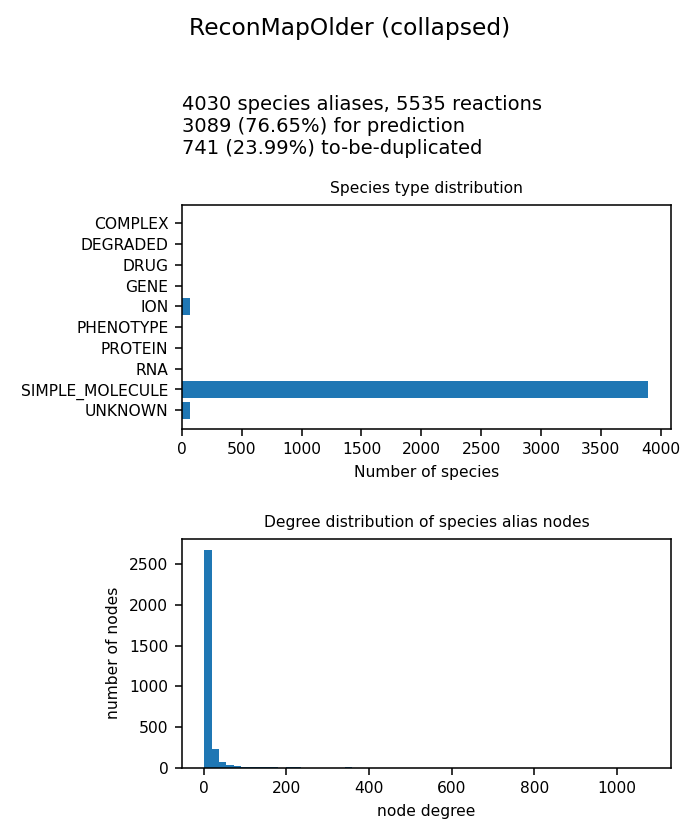 ReconMapOlder (collapsed)
4030 species aliases, 5535 reactions
3089 (76.65%) for prediction
741 (23.99%) to-be-duplicated
Species type distribution
COMPLEX
DEGRADED
DRUG
GENE
ION
PHENOTYPE
PROTEIN
RNA
SIMPLE_MOLECULE
UNKNOWN
0 500 1000 1500 2000 2500 3000 3500 4000
Number of species
Degree distribution of species alias nodes
number of nodes
2500
2000
1500
1000
500
0
0 200 400 600 800 1000
node degree